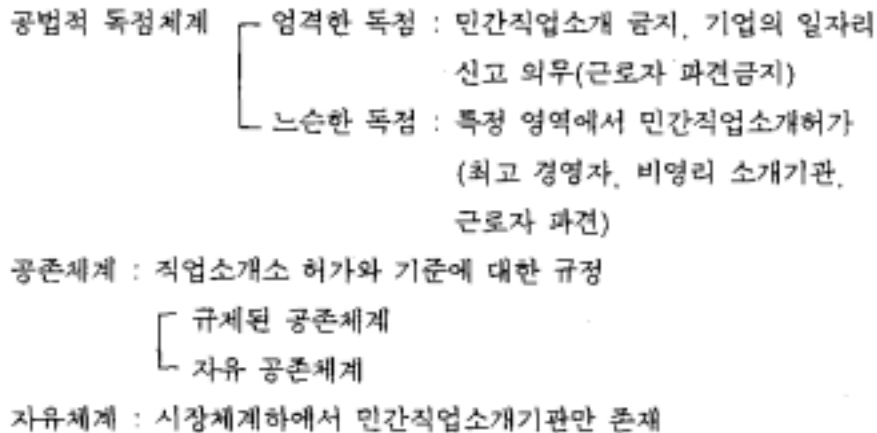 공법적 독점체계 엄격한 독점 : 민간직업소개 금지, 기업의 일자리
신고 의무(근로자 파견금지)
느슨한 독점 : 특정 영역에서 민간직업소개허가
(최고 경영자, 비영리 소개기관,
근로자 파견)
공존체계 : 직업소개소 허가와 기준에 대한 규정
규제된 공존체계
자유 공존체계
자유체계 : 시장체계하에서 민간직업소개기관만 존재